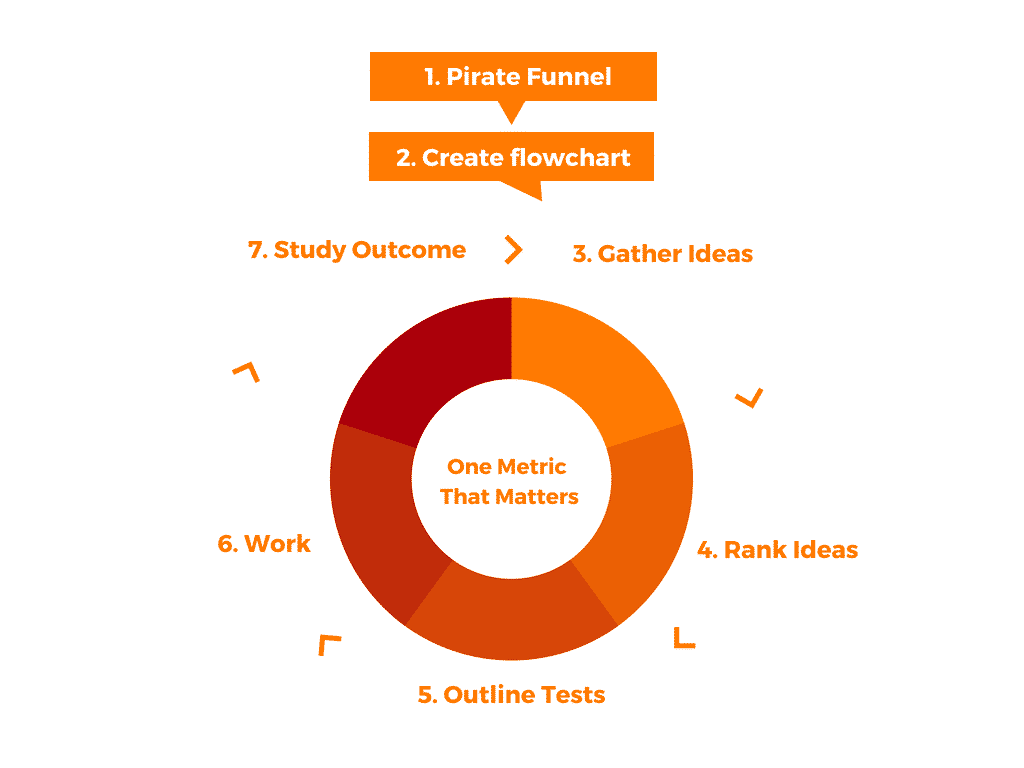 1. Pirate Funnel
2. Create flowchart
7. Study Outcome
3. Gather Ideas
One Metric
That Matters
6. Work
4. Rank Ideas
5. Outline Tests